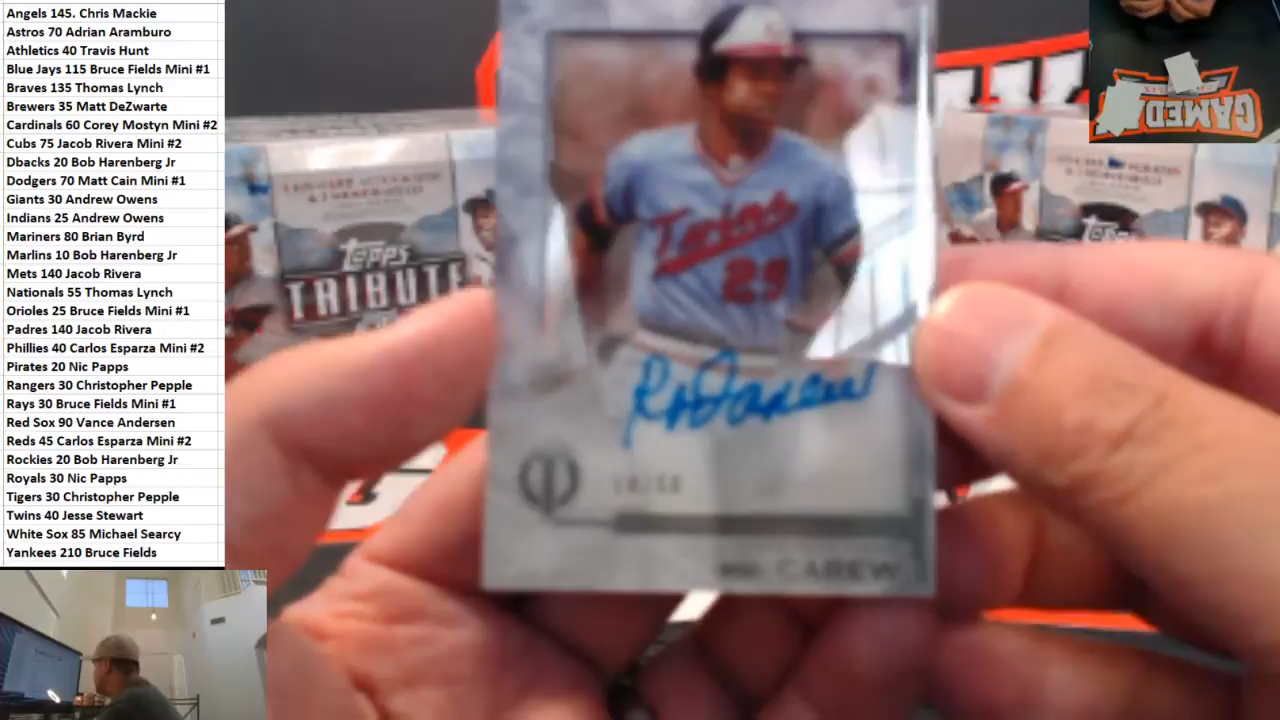 Angels 145. Chris Mackie
Astros 70 Adrian Aramburo
Athletics 40 Travis Hunt
Blue Jays 115 Bruce Fields Mini #1
Braves 135 Thomas Lynch
Brewers 35 Matt DeZwarte
Cardinals 60 Corey Mostyn Mini #2
Cubs 75 Jacob Rivera Mini #2
Dbacks 20 Bob Harenberg Jr
Dodgers 70 Matt Cain Mini #1
Giants 30 Andrew Owens
Indians 25 Andrew Owens
Mariners 80 Brian Byrd
Marlins 10 Bob Harenberg Jr
Mets 140 Jacob Rivera
Nationals 55 Thomas Lynch
Orioles 25 Bruce Fields Mini #1
Padres 140 Jacob Rivera
Phillies 40 Carlos Esparza Mini #2
Pirates 20 Nic Papps
Rangers 30 Christopher Pepple
Rays 30 Bruce Fields Mini #1
Red Sox 90 Vance Andersen
Reds 45 Carlos Esparza Mini #2
Rockies 20 Bob Harenberg Jr
Royals 30 Nic Papps
Tigers 30 Christopher Pepple
Twins 40 Jesse Stewart
White Sox 85 Michael Searcy
Yankees 210 Bruce Fields
Topps
TRIBUTE
Twins
29
Rod Carew
CAREW
Topps
GAMED